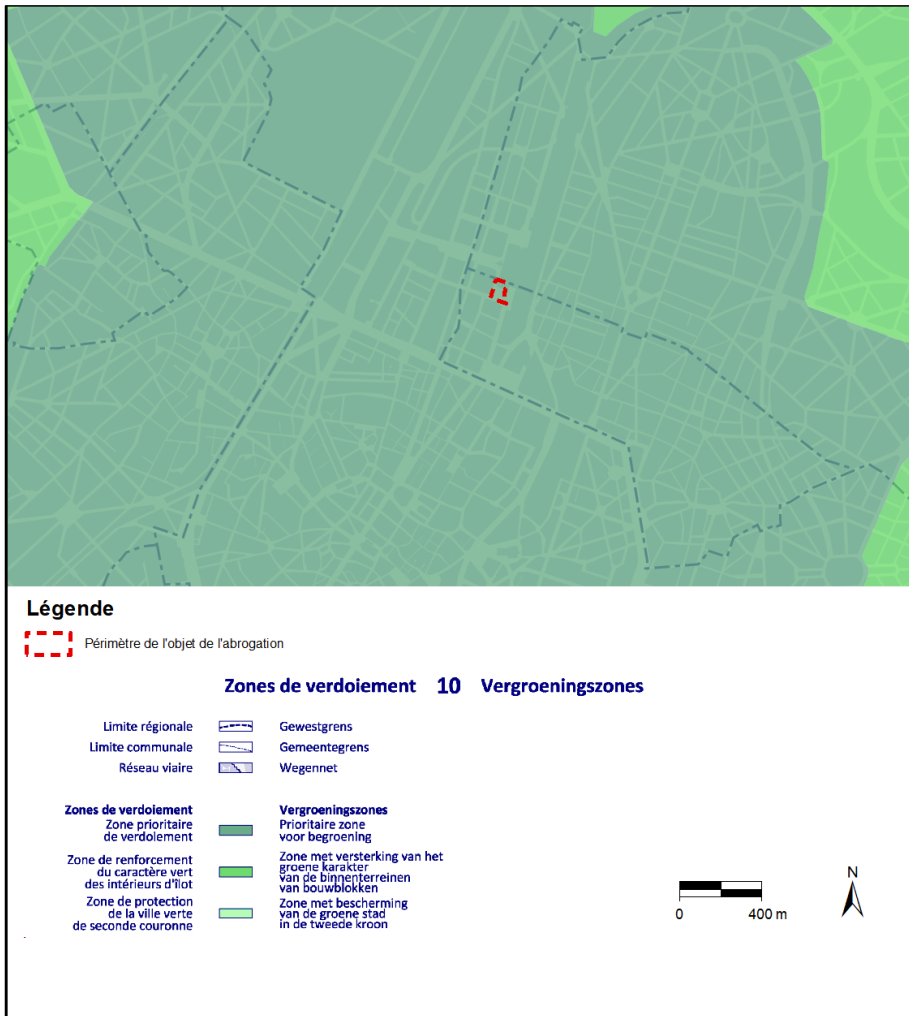 Légende
Périmètre de l'objet de l'abrogation
Zones de verdoiement 10 Vergroeningszones
Limite régionale Gewestgrens
Limite communale Gemeentegrens
Réseau viaire Wegennet
Zones de verdoiement Vergroeningszones
Zone prioritaire
de verdoiement
Prioritaire zone
voor begroening
Zone de renforcement
du caractère vert
des intérieurs d'îlot
Zone met versterking van het
groene karakter
van de binnenterreinen
van bouwblokken
Zone de protection
de la ville verte
de seconde couronne
Zone met bescherming
van de groene stad
in de tweede kroon
0 400 m
N